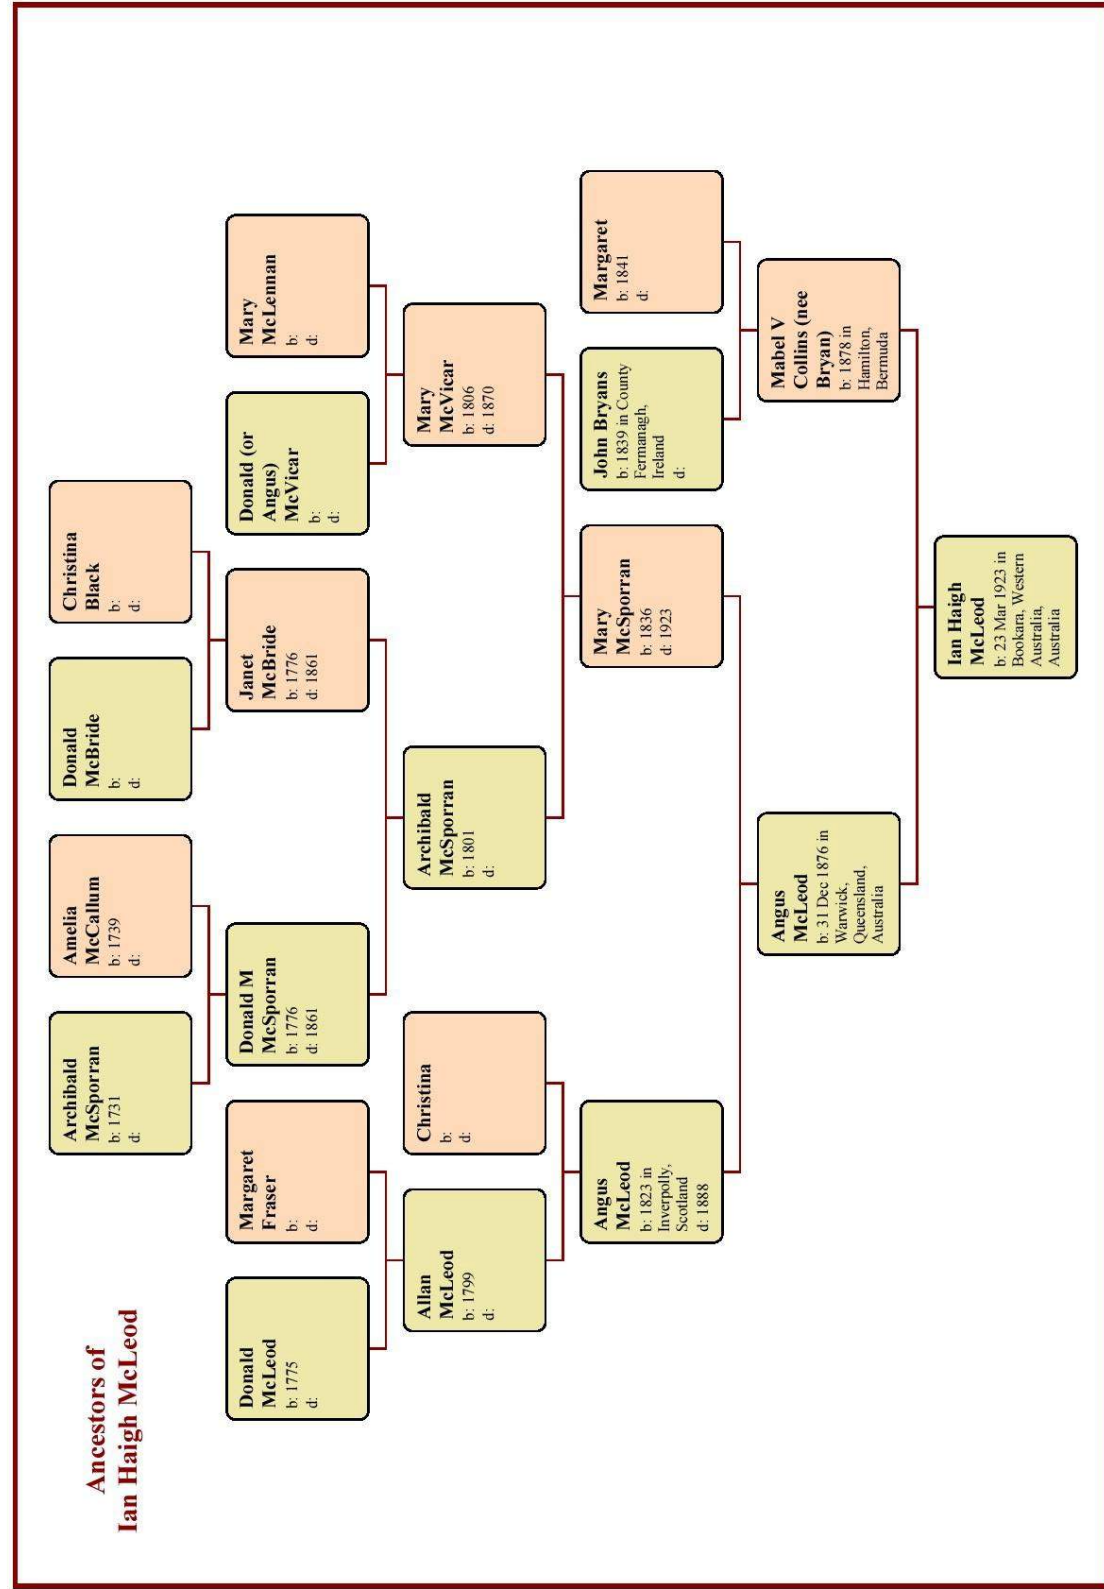 Ancestors of
Ian Haigh McLeod
Archibald
McSporran
b: 1731
d:
Amelia
McCallum
b: 1739
d:
Donald
McBride
b:
d:
Christina
Black
b:
d:
Donald
McLeod
b: 1775
d:
Margaret
Fraser
b:
d:
Donald M
McSporran
b: 1776
d: 1861
Janet
McBride
b: 1776
d: 1861
Donald (or
Angus)
McVicar
b:
d:
Mary
McLennan
b:
d:
Allan
McLeod
b: 1799
d:
Christina
b:
d:
Archibald
McSporran
b: 1801
d:
Mary
McVicar
b: 1806
d: 1870
Angus
McLeod
b: 1823 in
Inverpolly,
Scotland
d: 1888
Mary
McSporran
b: 1836
d: 1923
John Bryans
b: 1839 in County
Fermanagh,
Ireland
d:
Margaret
b: 1841
d:
Angus
McLeod
b: 31 Dec 1876 in
Warwick,
Queensland,
Australia
Mabel V
Collins (nee
Bryan)
b: 1878 in
Hamilton,
Bermuda
Ian Haigh
McLeod
b: 23 Mar 1923 in
Bookara, Western
Australia,
Australia